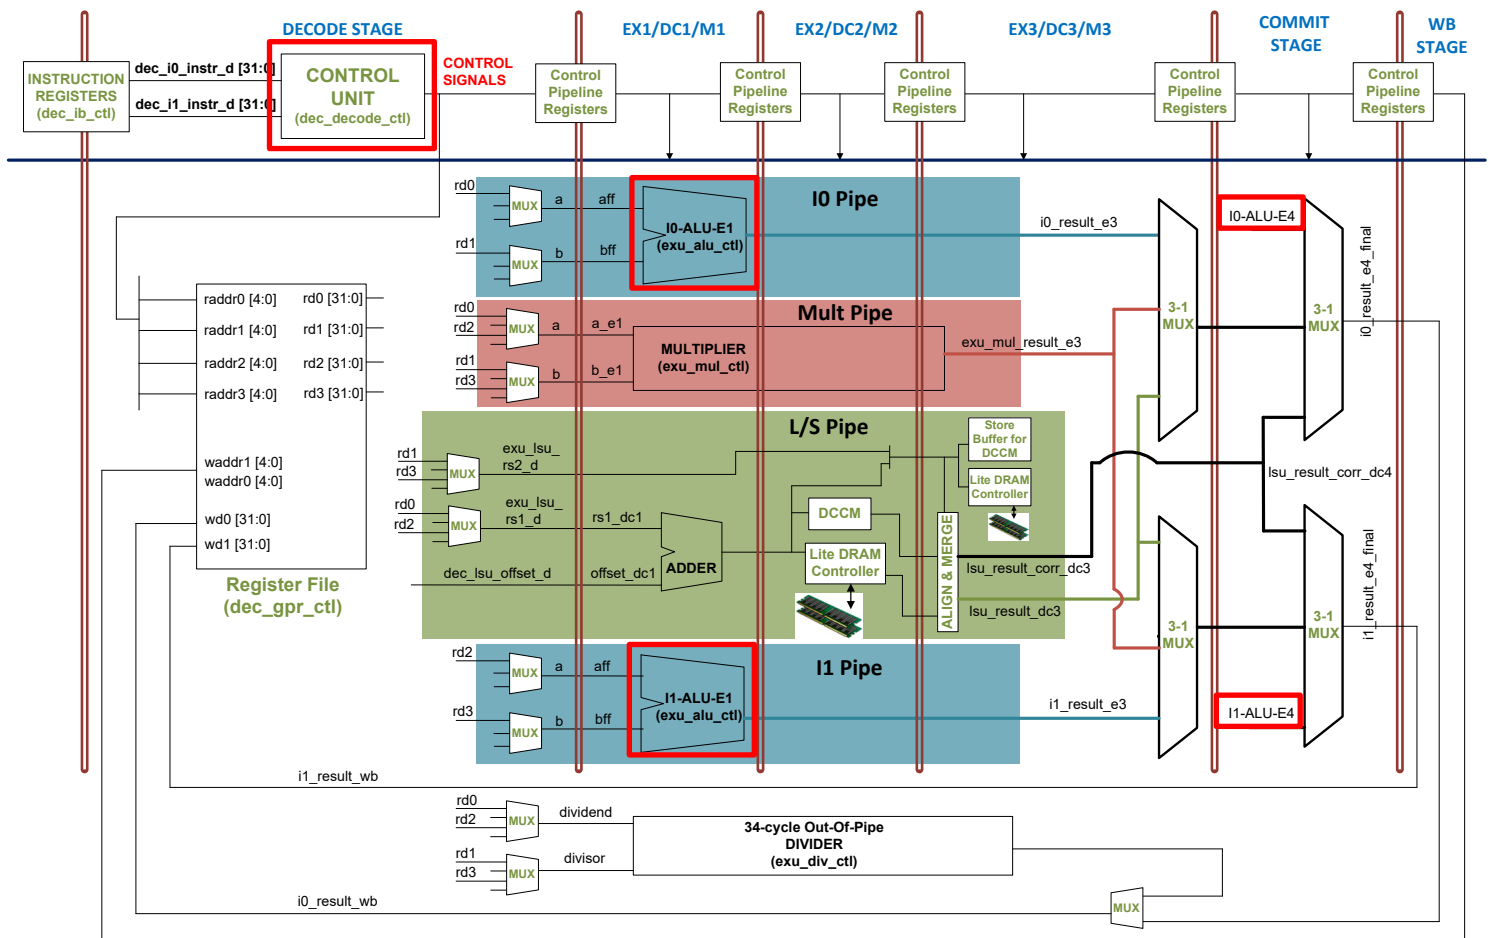 DECODE STAGE
EX1/DC1/M1
EX2/DC2/M2
EX3/DC3/M3
COMMIT
STAGE
WB
STAGE
INSTRUCTION
REGISTERS
(dec_ib_ctl)
dec_i0_instr_d [31:0]
dec_i1_instr_d [31:0]
CONTROL
UNIT
(dec_decode_ctl)
CONTROL
SIGNALS
Control
Pipeline
Registers
Control
Pipeline
Registers
Control
Pipeline
Registers
Control
Pipeline
Registers
Control
Pipeline
Registers
I0 Pipe
rd0
MUX
a
aff
rd1
MUX
b
bff
I0-ALU-E1
(exu_alu_ctl)
i0_result_e3
I0-ALU-E4
3-1
MUX
3-1
MUX
i0_result_e4_final
Mult Pipe
rd0
rd2
MUX
a
a_e1
rd1
rd3
MUX
b
b_e1
MULTIPLIER
(exu_mul_ctl)
exu_mul_result_e3
raddr0 [4:0]
rd0 [31:0]
raddr1 [4:0]
rd1 [31:0]
raddr2 [4:0]
rd2 [31:0]
raddr3 [4:0]
rd3 [31:0]
waddr1 [4:0]
waddr0 [4:0]
wd0 [31:0]
wd1 [31:0]
Register File
(dec_gpr_ctl)
L/S Pipe
rd1
rd3
MUX
exu_lsu_
rs2_d
rd0
rd2
MUX
exu_lsu_
rs1_d
rs1_dc1
dec_lsu_offset_d
offset_dc1
ADDER
DCCM
Lite DRAM
Controller
Store
Buffer for
DCCM
Lite DRAM
Controller
ALIGN & MERGE
lsu_result_corr_dc3
lsu_result_dc3
lsu_result_corr_dc4
I1 Pipe
rd2
MUX
a
aff
rd3
MUX
b
bff
I1-ALU-E1
(exu_alu_ctl)
i1_result_e3
3-1
MUX
I1-ALU-E4
3-1
MUX
i1_result_e4_final
i1_result_wb
rd0
rd2
MUX
dividend
rd1
rd3
MUX
divisor
34-cycle Out-Of-Pipe
DIVIDER
(exu_div_ctl)
i0_result_wb
MUX